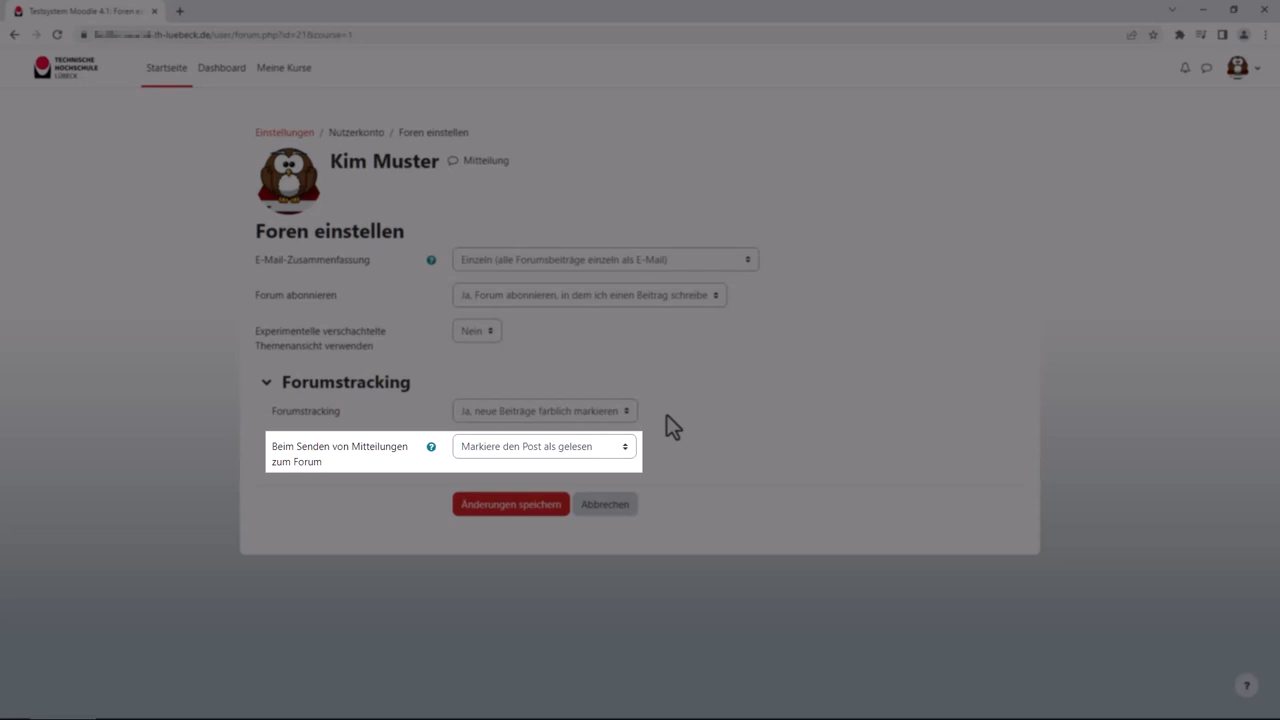 Testsystem Moodle 4.1: Foren e
.th-luebeck.de/user/forum.php?id=21&course=1
TECHNISCHE
HOCHSCHULE
LÜBECK
Startseite Dashboard Meine Kurse
Einstellungen / Nutzerkonto / Foren einstellen
Kim Muster Mitteilung
Foren einstellen
E-Mail-Zusammenfassung ? Einzeln (alle Forumsbeiträge einzeln als E-Mail)
Forum abonnieren Ja, Forum abonnieren, in dem ich einen Beitrag schreibe
Experimentelle verschachtelte Nein
Themenansicht verwenden
Forumstracking
Forumstracking Ja, neue Beiträge farblich markieren
Beim Senden von Mitteilungen ? Markiere den Post als gelesen
zum Forum
Änderungen speichern Abbrechen
?